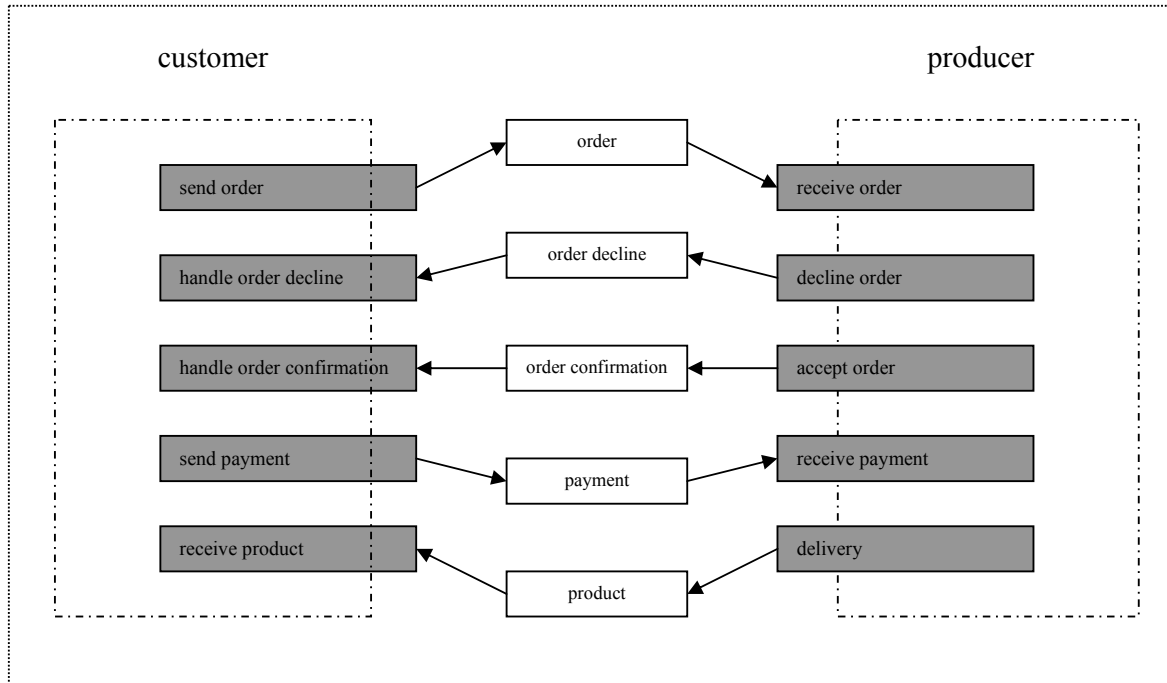 customer
producer
order
send order
receive order
order decline
handle order decline
decline order
handle order confirmation
order confirmation
accept order
send payment
receive payment
payment
receive product
delivery
product